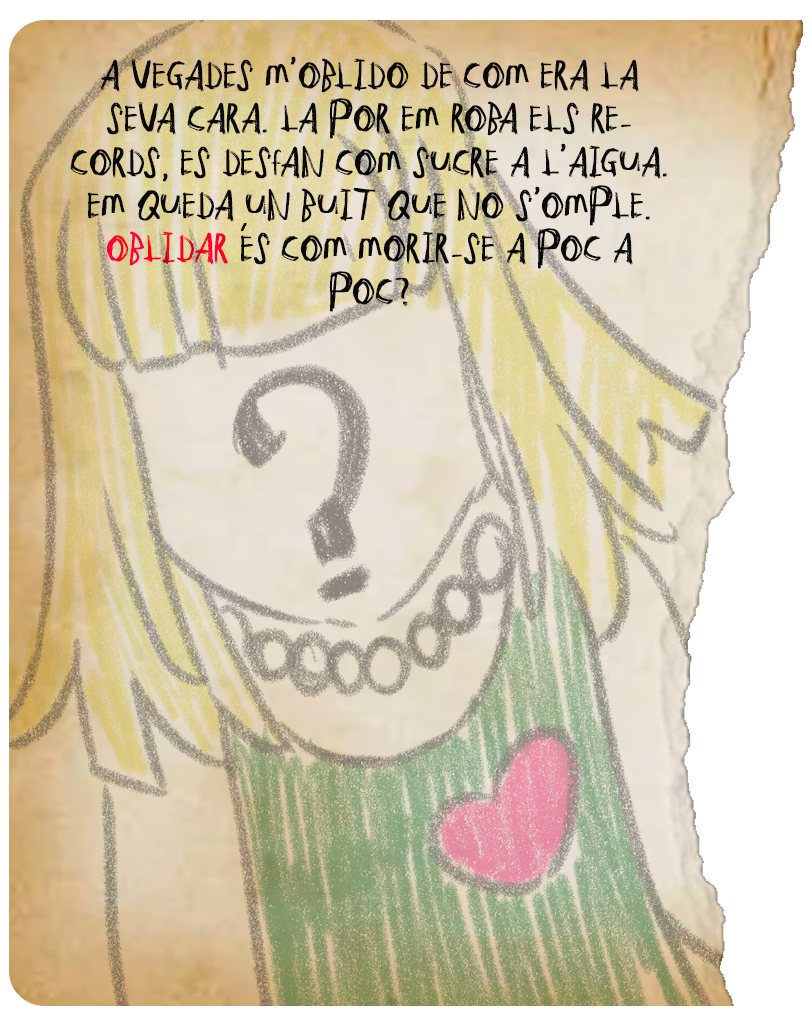 A VEGADES M'OBLIDO DE COM ERA LA
SEVA CARA. LA POR EM ROBA ELS RE-
CORDS, ES DESFAN COM SUCRE A L'AIGUA.
EM QUEDA UN BUIT QUE NO S'OMPLE.
OBLIDAR ÉS COM MORIR-SE A POC A
POC?
?